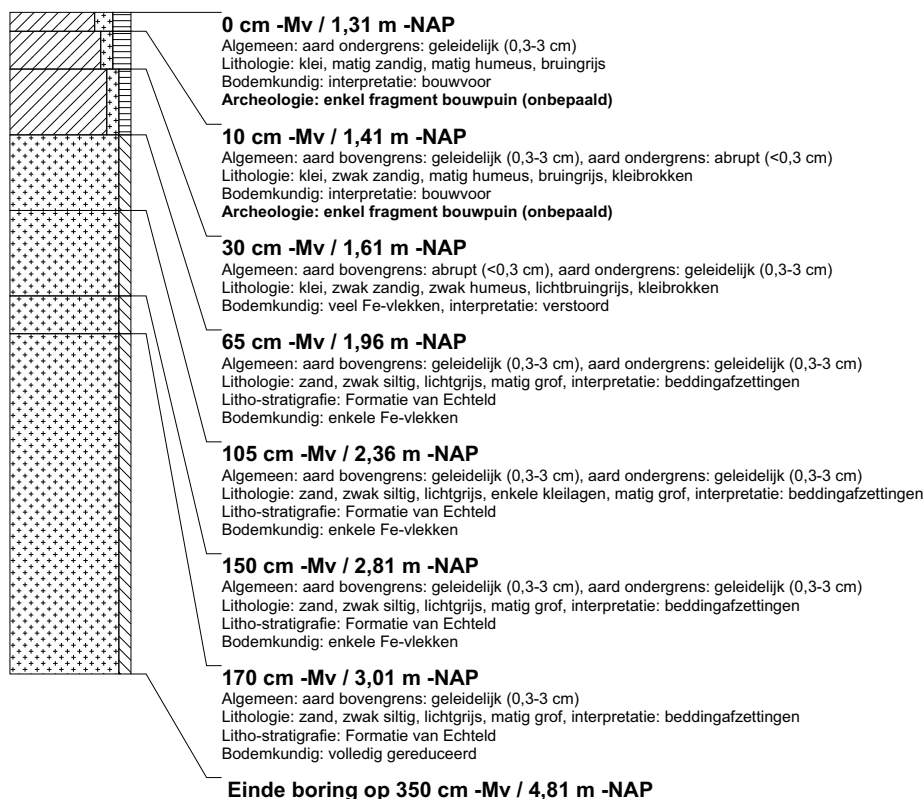 0 cm -Mv / 1,31 m -NAP
Algemeen: aard ondergrens: geleidelijk (0,3-3 cm)
Lithologie: klei, matig zandig, matig humeus, bruingrijs
Bodemkundig: interpretatie: bouwvoor
Archeologie: enkel fragment bouwpuin (onbepaald)
10 cm -Mv / 1,41 m -NAP
Algemeen: aard bovengrens: geleidelijk (0,3-3 cm), aard ondergrens: abrupt (<0,3 cm)
Lithologie: klei, zwak zandig, matig humeus, bruingrijs, kleibrokken
Bodemkundig: interpretatie: bouwvoor
Archeologie: enkel fragment bouwpuin (onbepaald)
30 cm -Mv / 1,61 m -NAP
Algemeen: aard bovengrens: abrupt (<0,3 cm), aard ondergrens: geleidelijk (0,3-3 cm)
Lithologie: klei, zwak zandig, zwak humeus, lichtbruingrijs, kleibrokken
Bodemkundig: veel Fe-vlekken, interpretatie: verstoord
65 cm -Mv / 1,96 m -NAP
Algemeen: aard bovengrens: geleidelijk (0,3-3 cm), aard ondergrens: geleidelijk (0,3-3 cm)
Lithologie: zand, zwak siltig, lichtgrijs, matig grof, interpretatie: beddingafzettingen
Litho-stratigrafie: Formatie van Echteld
Bodemkundig: enkele Fe-vlekken
105 cm -Mv / 2,36 m -NAP
Algemeen: aard bovengrens: geleidelijk (0,3-3 cm), aard ondergrens: geleidelijk (0,3-3 cm)
Lithologie: zand, zwak siltig, lichtgrijs, enkele kleilagen, matig grof, interpretatie: beddingafzettingen
Litho-stratigrafie: Formatie van Echteld
Bodemkundig: enkele Fe-vlekken
150 cm -Mv / 2,81 m -NAP
Algemeen: aard bovengrens: geleidelijk (0,3-3 cm), aard ondergrens: geleidelijk (0,3-3 cm)
Lithologie: zand, zwak siltig, lichtgrijs, matig grof, interpretatie: beddingafzettingen
Litho-stratigrafie: Formatie van Echteld
Bodemkundig: enkele Fe-vlekken
170 cm -Mv / 3,01 m -NAP
Algemeen: aard bovengrens: geleidelijk (0,3-3 cm)
Lithologie: zand, zwak siltig, lichtgrijs, matig grof, interpretatie: beddingafzettingen
Litho-stratigrafie: Formatie van Echteld
Bodemkundig: volledig gereduceerd
Einde boring op 350 cm -Mv / 4,81 m -NAP